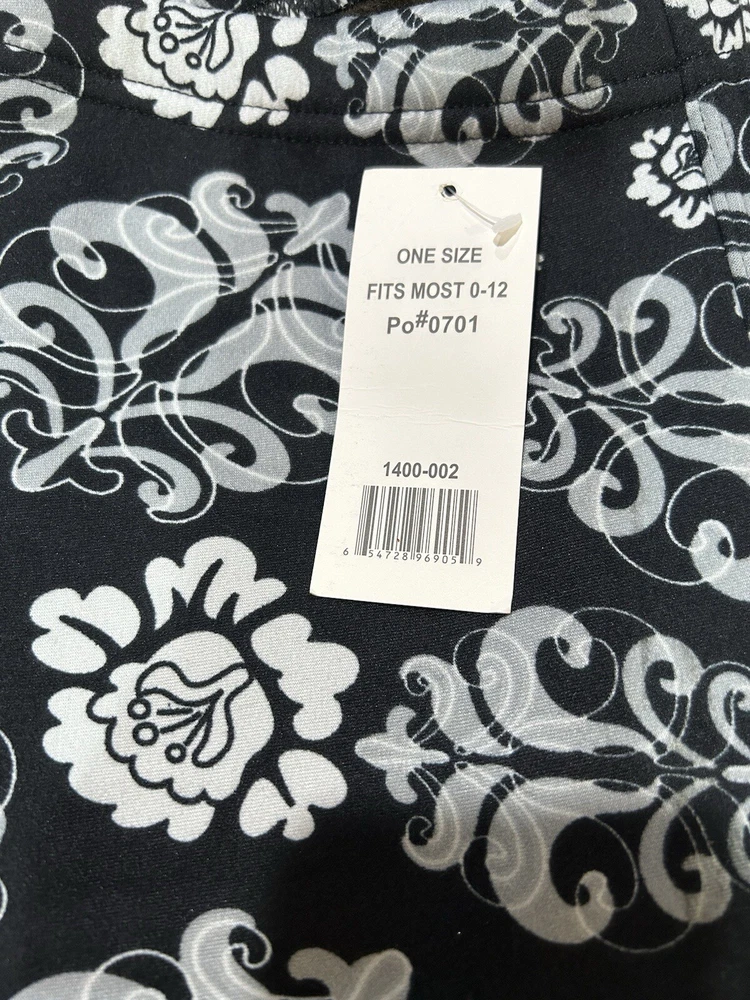 ONE SIZE
FITS MOST 0-12
Po#0701
1400-002
6 54728 96905 9